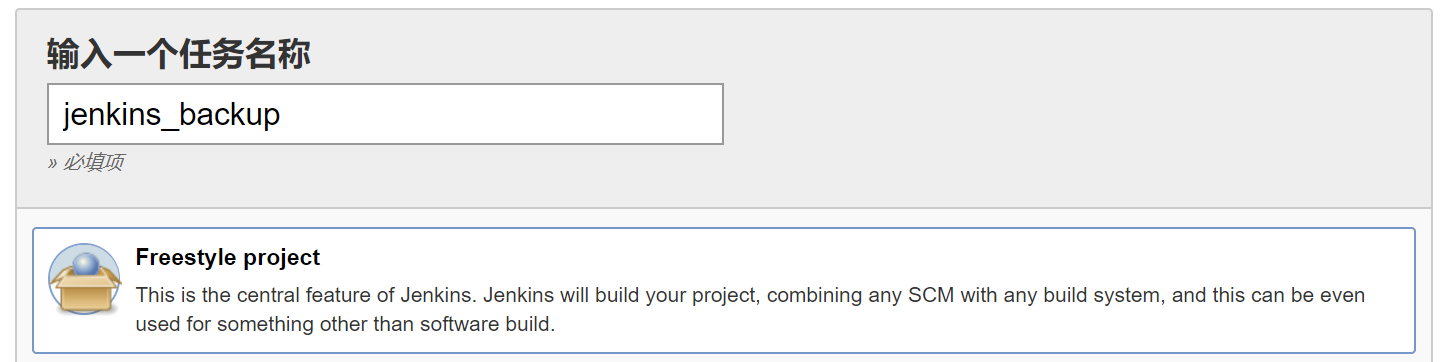 输入一个任务名称
jenkins_backup
» 必填项
Freestyle project
This is the central feature of Jenkins. Jenkins will build your project, combining any SCM with any build system, and this can be even
used for something other than software build.